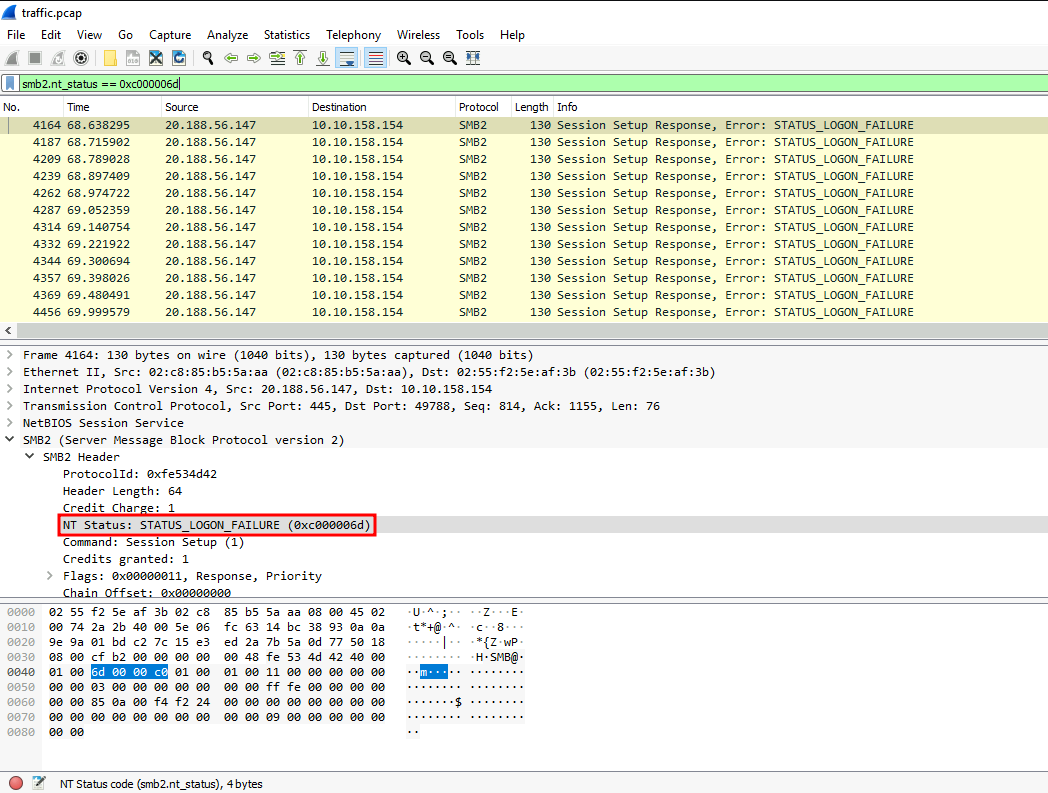 traffic.pcap
File Edit View Go Capture Analyze Statistics Telephony Wireless Tools Help
smb2.nt_status == 0xc000006d
No. Time Source Destination Protocol Length Info
4164 68.638295 20.188.56.147 10.10.158.154 SMB2 130 Session Setup Response, Error: STATUS_LOGON_FAILURE
4187 68.715902 20.188.56.147 10.10.158.154 SMB2 130 Session Setup Response, Error: STATUS_LOGON_FAILURE
4209 68.789028 20.188.56.147 10.10.158.154 SMB2 130 Session Setup Response, Error: STATUS_LOGON_FAILURE
4239 68.897409 20.188.56.147 10.10.158.154 SMB2 130 Session Setup Response, Error: STATUS_LOGON_FAILURE
4262 68.974722 20.188.56.147 10.10.158.154 SMB2 130 Session Setup Response, Error: STATUS_LOGON_FAILURE
4287 69.052359 20.188.56.147 10.10.158.154 SMB2 130 Session Setup Response, Error: STATUS_LOGON_FAILURE
4314 69.140754 20.188.56.147 10.10.158.154 SMB2 130 Session Setup Response, Error: STATUS_LOGON_FAILURE
4332 69.221922 20.188.56.147 10.10.158.154 SMB2 130 Session Setup Response, Error: STATUS_LOGON_FAILURE
4344 69.300694 20.188.56.147 10.10.158.154 SMB2 130 Session Setup Response, Error: STATUS_LOGON_FAILURE
4357 69.398026 20.188.56.147 10.10.158.154 SMB2 130 Session Setup Response, Error: STATUS_LOGON_FAILURE
4369 69.480491 20.188.56.147 10.10.158.154 SMB2 130 Session Setup Response, Error: STATUS_LOGON_FAILURE
4456 69.999579 20.188.56.147 10.10.158.154 SMB2 130 Session Setup Response, Error: STATUS_LOGON_FAILURE
Frame 4164: 130 bytes on wire (1040 bits), 130 bytes captured (1040 bits)
Ethernet II, Src: 02:c8:85:b5:5a:aa (02:c8:85:b5:5a:aa), Dst: 02:55:f2:5e:af:3b (02:55:f2:5e:af:3b)
Internet Protocol Version 4, Src: 20.188.56.147, Dst: 10.10.158.154
Transmission Control Protocol, Src Port: 445, Dst Port: 49788, Seq: 814, Ack: 1155, Len: 76
NetBIOS Session Service
SMB2 (Server Message Block Protocol version 2)
SMB2 Header
ProtocolId: 0xfe534d42
Header Length: 64
Credit Charge: 1
NT Status: STATUS_LOGON_FAILURE (0xc000006d)
Command: Session Setup (1)
Credits granted: 1
Flags: 0x00000011, Response, Priority
Chain Offset: 0x00000000
0000 02 55 f2 5e af 3b 02 c8 85 b5 5a aa 08 00 45 02 ·U·^·;·· ··Z···E·
0010 00 74 2a 2b 40 00 5e 06 fc 63 14 bc 38 93 0a 0a ·t*+@·^· ·c··8···
0020 9e 9a 01 bd c2 7c 15 e3 ed 2a 7b 5a 0d 77 50 18 ·····|·· ·*{Z·wP·
0030 08 00 cf b2 00 00 00 00 00 48 fe 53 4d 42 40 00 ········ ·H·SMB@·
0040 01 00 6d 00 00 c0 01 00 01 00 11 00 00 00 00 00 ··m····· ········
0050 00 00 03 00 00 00 00 00 00 00 ff fe 00 00 00 00 ········ ········
0060 00 00 85 0a 00 f4 f2 24 00 00 00 00 00 00 00 00 ·······$ ········
0070 00 00 00 00 00 00 00 00 00 00 09 00 00 00 00 00 ········ ········
0080 00 00 ··
NT Status code (smb2.nt_status), 4 bytes